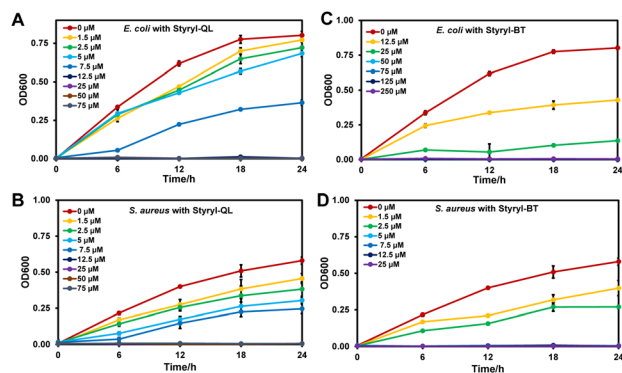 A
E. coli with Styryl-QL
0 µM
1.5 µM
2.5 µM
5 µM
7.5 µM
12.5 µM
25 µM
50 µM
75 µM
OD600
0.75
0.50
0.25
0.00
0 6 12 18 24
Time/h
C
E. coli with Styryl-BT
0 µM
12.5 µM
25 µM
50 µM
75 µM
125 µM
250 µM
OD600
1.00
0.75
0.50
0.25
0.00
0 6 12 18 24
Time/h
B
S. aureus with Styryl-QL
0 µM
1.5 µM
2.5 µM
5 µM
7.5 µM
12.5 µM
25 µM
50 µM
75 µM
OD600
1.00
0.75
0.50
0.25
0.00
0 6 12 18 24
Time/h
D
S. aureus with Styryl-BT
0 µM
1.5 µM
2.5 µM
5 µM
7.5 µM
12.5 µM
25 µM
OD600
1.00
0.75
0.50
0.25
0.00
0 6 12 18 24
Time/h